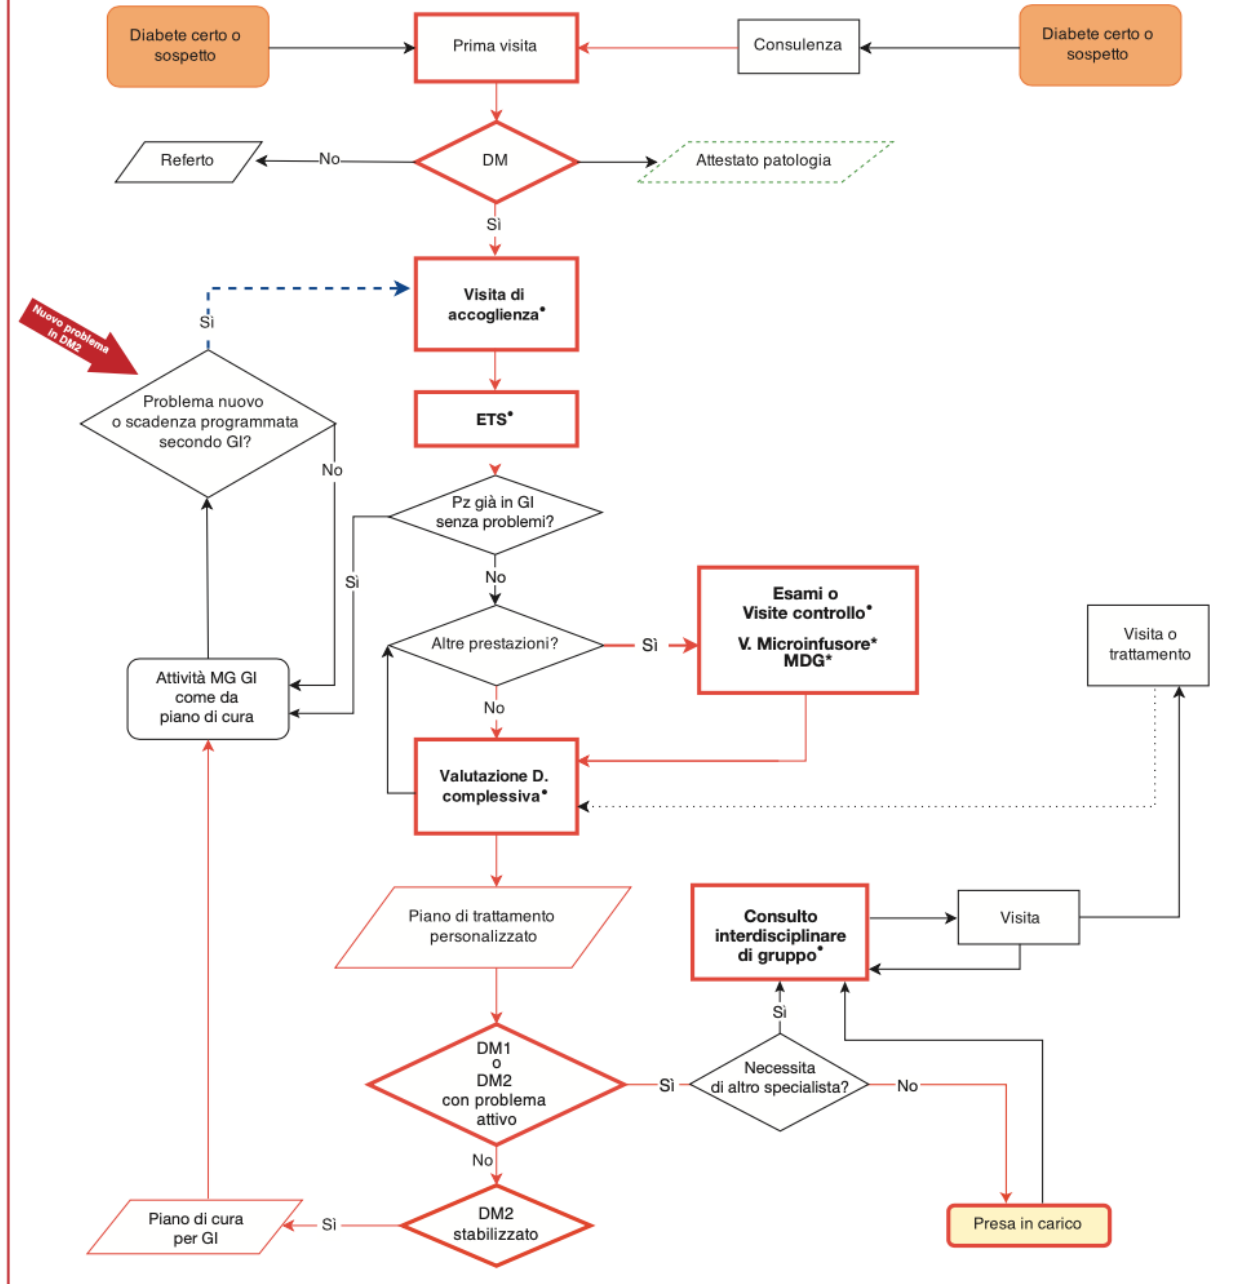 Diabete certo o
sospetto
Prima visita
Consulenza
Diabete certo o
sospetto
Referto
No
DM
Attestato patologia
Sì
Visita di
accoglienza•
Nuovo problema
in DM2
Sì
Problema nuovo
o scadenza programmata
secondo GI?
No
ETS•
Pz già in GI
senza problemi?
Sì
No
Altre prestazioni?
Sì
Esami o
Visite controllo•
V. Microinfusore*
MDG*
Visita o
trattamento
Attività MG GI
come da
piano di cura
No
Valutazione D.
complessiva•
Piano di trattamento
personalizzato
Consulto
interdisciplinare
di gruppo•
Visita
Sì
DM1
o
DM2
con problema
attivo
Sì
Necessita
di altro specialista?
No
No
Piano di cura
per GI
Sì
DM2
stabilizzato
Presa in carico